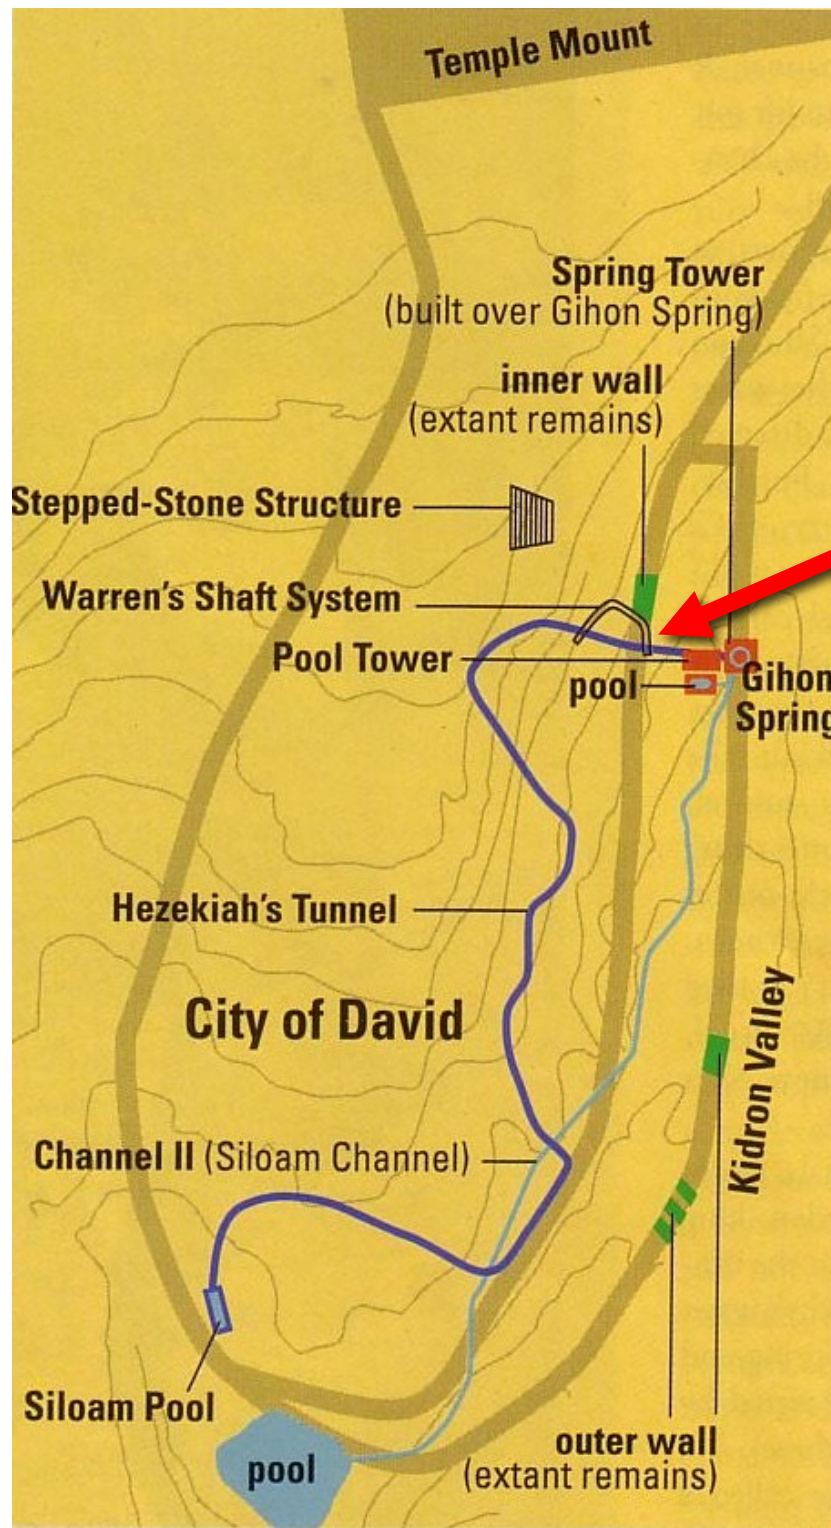 Temple Mount
Spring Tower
(built over Gihon Spring)
inner wall
(extant remains)
Stepped-Stone Structure
Warren's Shaft System
Pool Tower
pool
Gihon
Spring
Hezekiah's Tunnel
City of David
Kidron Valley
Channel II (Siloam Channel)
Siloam Pool
pool
outer wall
(extant remains)